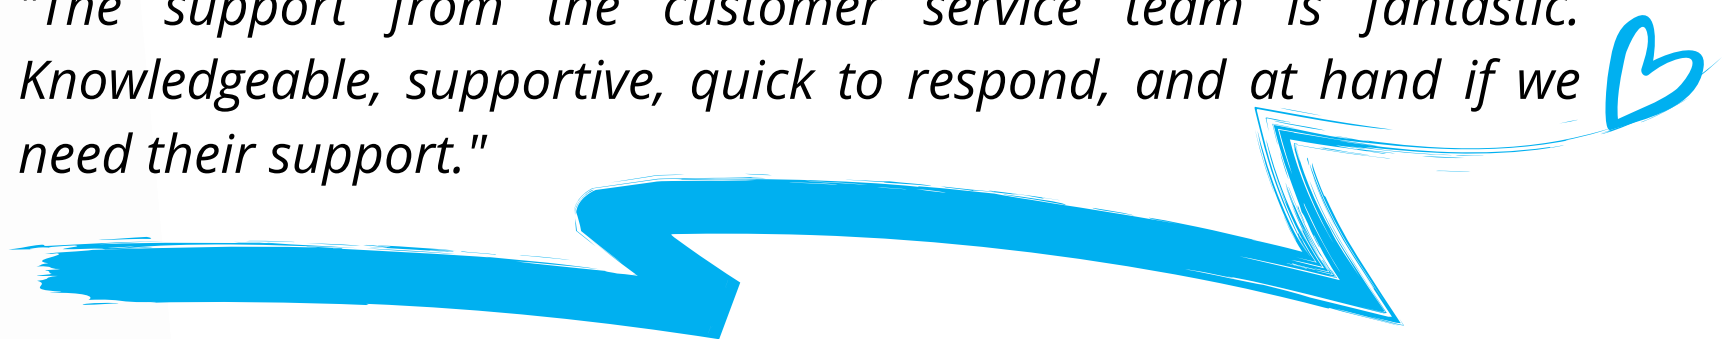 "The support from the customer service team is fantastic.
Knowledgeable, supportive, quick to respond, and at hand if we
need their support."